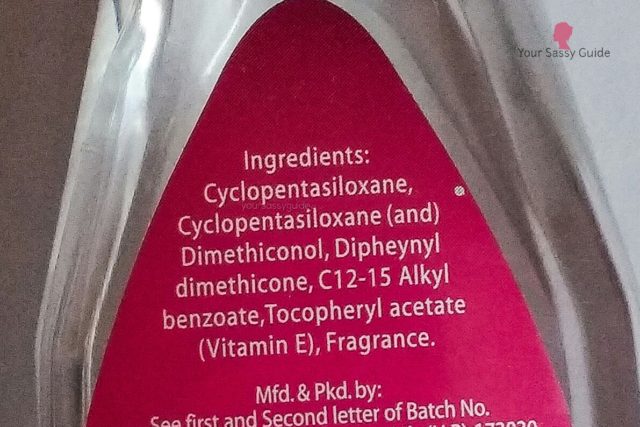 Your Sassy Guide
Ingredients:
Cyclopentasiloxane,
yoursassyguide
Cyclopentasiloxane (and)
Dimethiconol, Dipheynyl
dimethicone, C12-15 Alkyl
benzoate,Tocopheryl acetate
(Vitamin E), Fragrance.
Mfd. & Pkd. by:
See first and Second letter of Batch No.